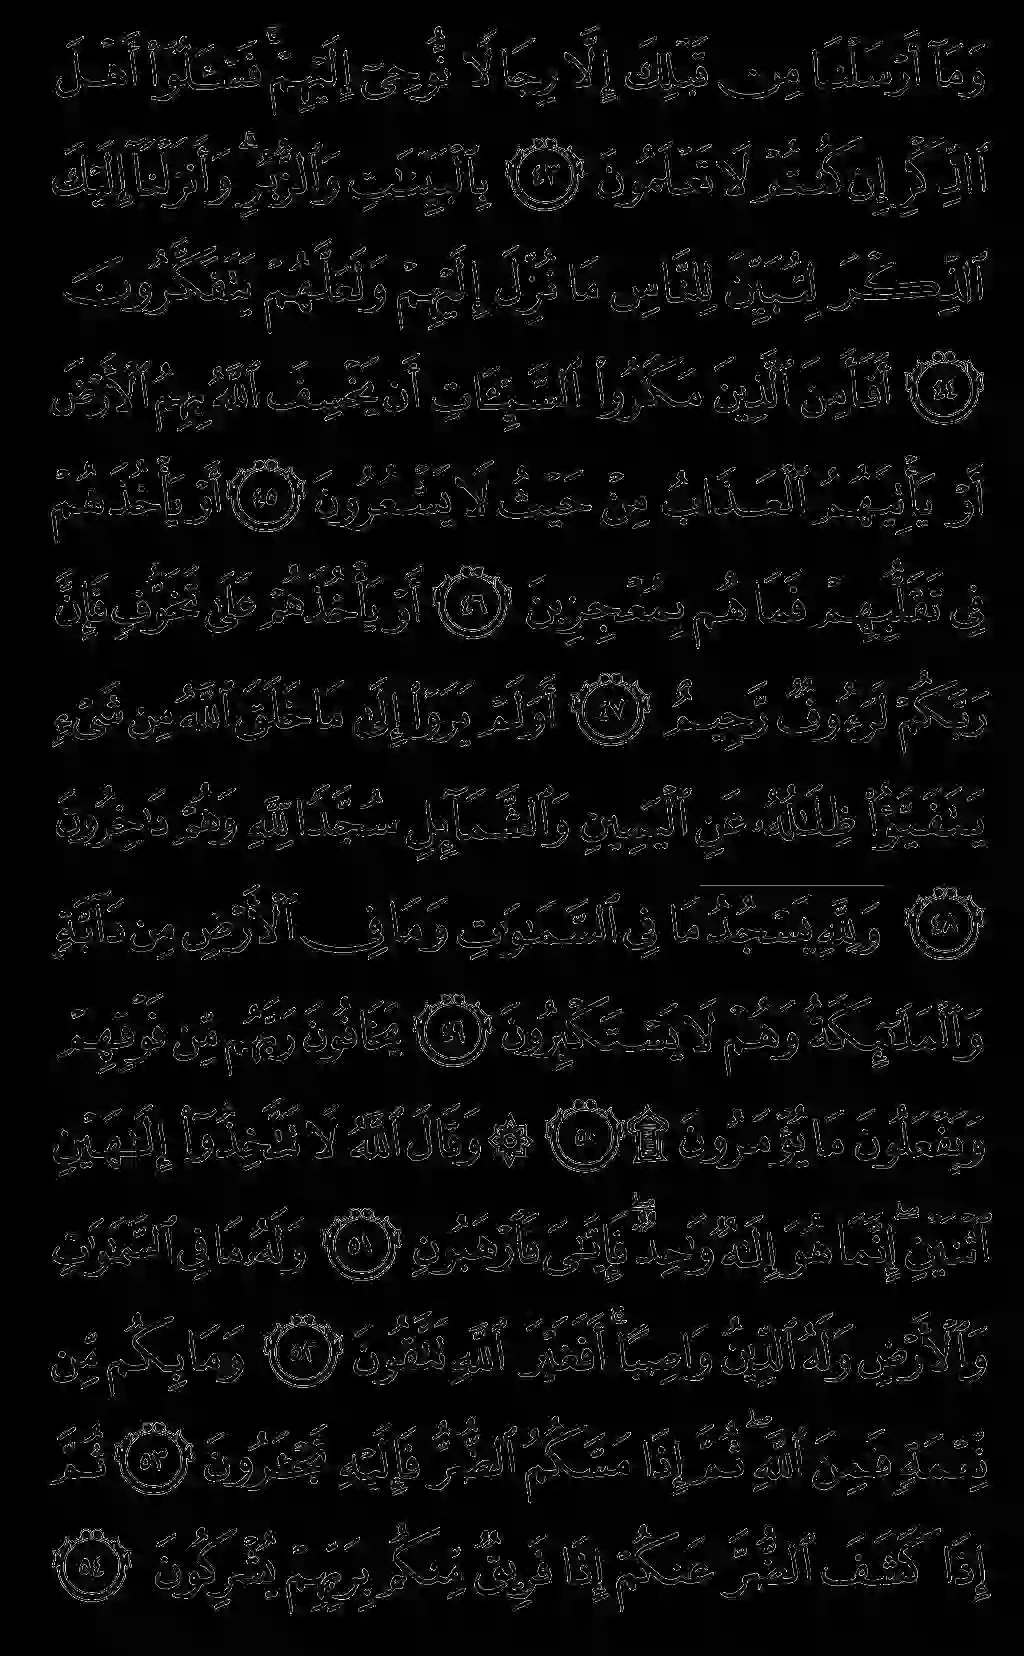 وَمَآ أَرْسَلْنَا مِن قَبْلِكَ إِلَّا رِجَالًا نُّوحِىٓ إِلَيْهِمْ ۚ فَسْـَٔلُوٓا۟ أَهْلَ
ٱلذِّكْرِ إِن كُنتُمْ لَا تَعْلَمُونَ ٤٣ بِٱلْبَيِّنَـٰتِ وَٱلزُّبُرِ ۗ وَأَنزَلْنَآ إِلَيْكَ
ٱلذِّكْرَ لِتُبَيِّنَ لِلنَّاسِ مَا نُزِّلَ إِلَيْهِمْ وَلَعَلَّهُمْ يَتَفَكَّرُونَ
٤٤ أَفَأَمِنَ ٱلَّذِينَ مَكَرُوا۟ ٱلسَّيِّـَٔاتِ أَن يَخْسِفَ ٱللَّهُ بِهِمُ ٱلْأَرْضَ
أَوْ يَأْتِيَهُمُ ٱلْعَذَابُ مِنْ حَيْثُ لَا يَشْعُرُونَ ٤٥ أَوْ يَأْخُذَهُمْ
فِى تَقَلُّبِهِمْ فَمَا هُم بِمُعْجِزِينَ ٤٦ أَوْ يَأْخُذَهُمْ عَلَىٰ تَخَوُّفٍ فَإِنَّ
رَبَّكُمْ لَرَءُوفٌ رَّحِيمٌ ٤٧ أَوَلَمْ يَرَوْا۟ إِلَىٰ مَا خَلَقَ ٱللَّهُ مِن شَىْءٍ
يَتَفَيَّؤُا۟ ظِلَـٰلُهُۥ عَنِ ٱلْيَمِينِ وَٱلشَّمَآئِلِ سُجَّدًا لِّلَّهِ وَهُمْ دَٰخِرُونَ
٤٨ وَلِلَّهِ يَسْجُدُ مَا فِى ٱلسَّمَـٰوَٰتِ وَمَا فِى ٱلْأَرْضِ مِن دَآبَّةٍ
وَٱلْمَلَـٰٓئِكَةُ وَهُمْ لَا يَسْتَكْبِرُونَ ٤٩ يَخَافُونَ رَبَّهُم مِّن فَوْقِهِمْ
وَيَفْعَلُونَ مَا يُؤْمَرُونَ ۩ ٥٠ ۞ وَقَالَ ٱللَّهُ لَا تَتَّخِذُوٓا۟ إِلَـٰهَيْنِ
ٱثْنَيْنِ ۖ إِنَّمَا هُوَ إِلَـٰهٌ وَٰحِدٌ ۖ فَإِيَّـٰىَ فَٱرْهَبُونِ ٥١ وَلَهُۥ مَا فِى ٱلسَّمَـٰوَٰتِ
وَٱلْأَرْضِ وَلَهُ ٱلدِّينُ وَاصِبًا ۚ أَفَغَيْرَ ٱللَّهِ تَتَّقُونَ ٥٢ وَمَا بِكُم مِّن
نِّعْمَةٍ فَمِنَ ٱللَّهِ ۖ ثُمَّ إِذَا مَسَّكُمُ ٱلضُّرُّ فَإِلَيْهِ تَجْـَٔرُونَ ٥٣ ثُمَّ
إِذَا كَشَفَ ٱلضُّرَّ عَنكُمْ إِذَا فَرِيقٌ مِّنكُم بِرَبِّهِمْ يُشْرِكُونَ ٥٤